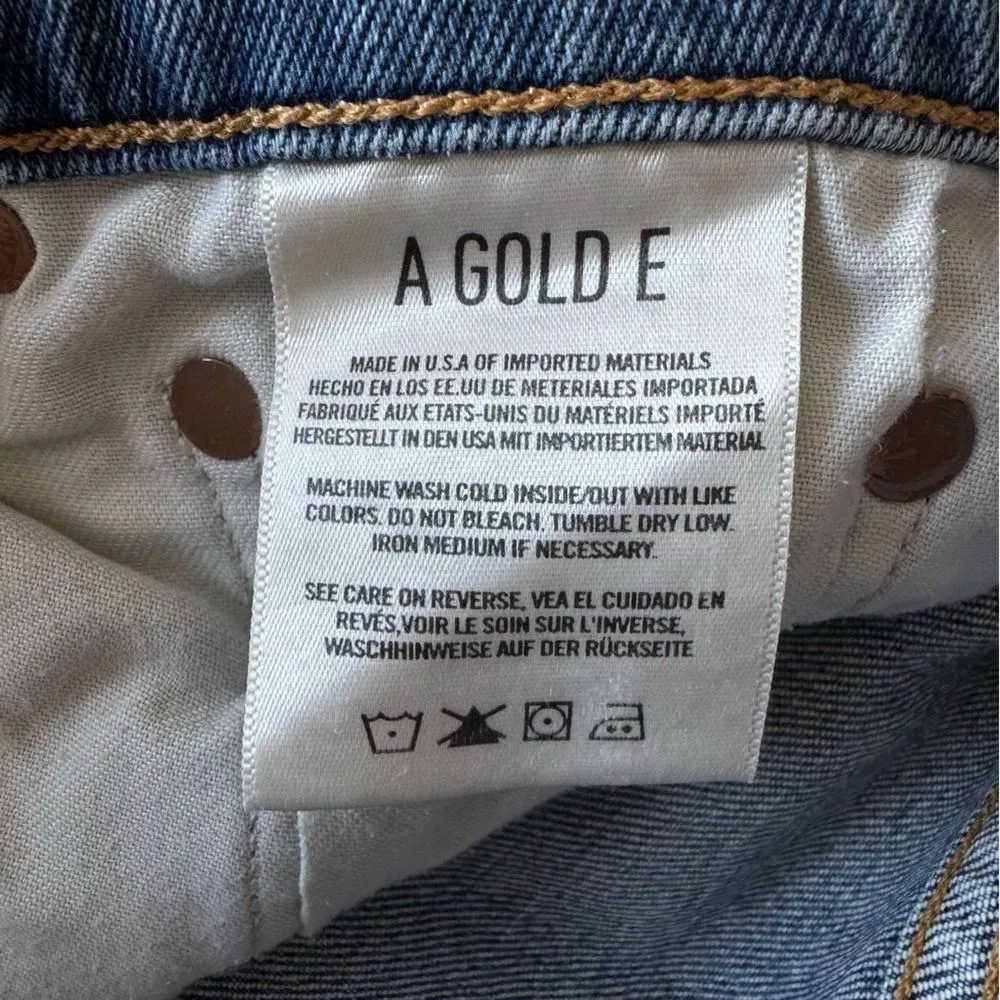 A GOLD E
MADE IN U.S.A OF IMPORTED MATERIALS
HECHO EN LOS EE.UU DE METERIALES IMPORTADA
FABRIQUÉ AUX ETATS-UNIS DU MATÉRIELS IMPORTÉ
HERGESTELLT IN DEN USA MIT IMPORTIERTEM MATERIAL
MACHINE WASH COLD INSIDE/OUT WITH LIKE
COLORS. DO NOT BLEACH. TUMBLE DRY LOW.
IRON MEDIUM IF NECESSARY.
SEE CARE ON REVERSE, VEA EL CUIDADO EN
REVÉS,VOIR LE SOIN SUR L'INVERSE,
WASCHHINWEISE AUF DER RÜCKSEITE